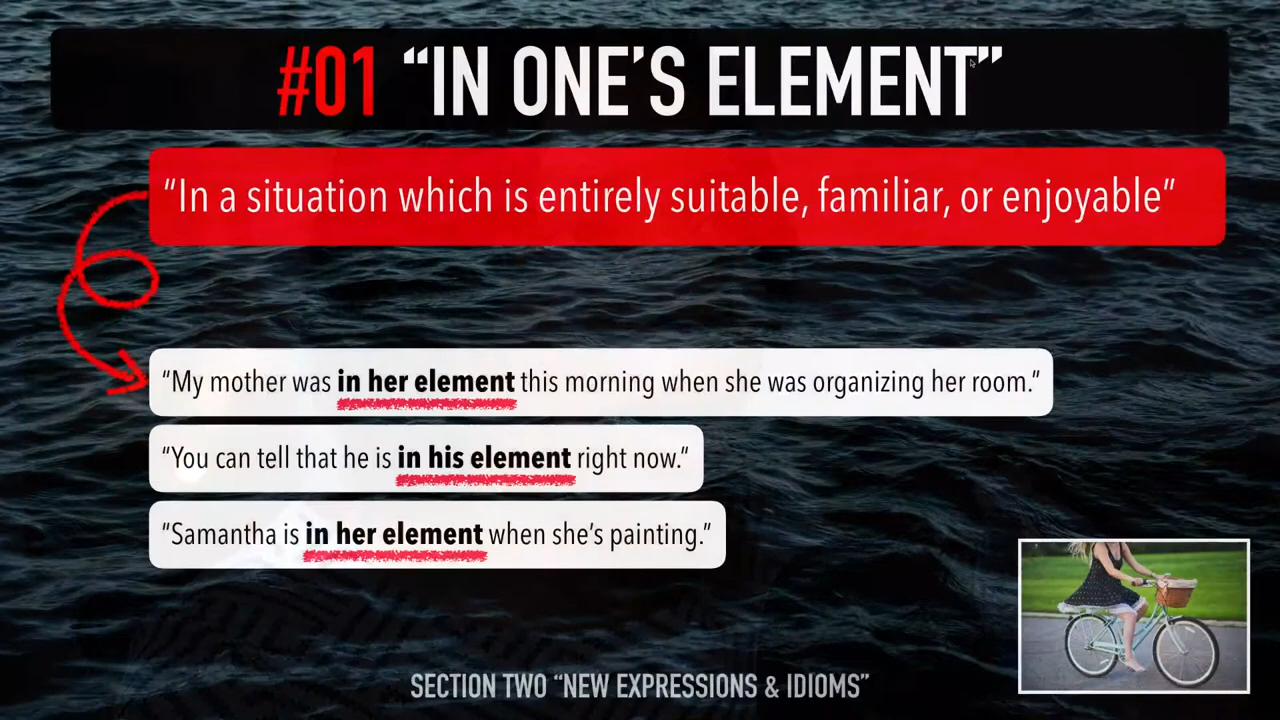 #01 “IN ONE’S ELEMENT”
“In a situation which is entirely suitable, familiar, or enjoyable”
“My mother was in her element this morning when she was organizing her room.”
“You can tell that he is in his element right now.”
“Samantha is in her element when she’s painting.”
SECTION TWO “NEW EXPRESSIONS & IDIOMS”